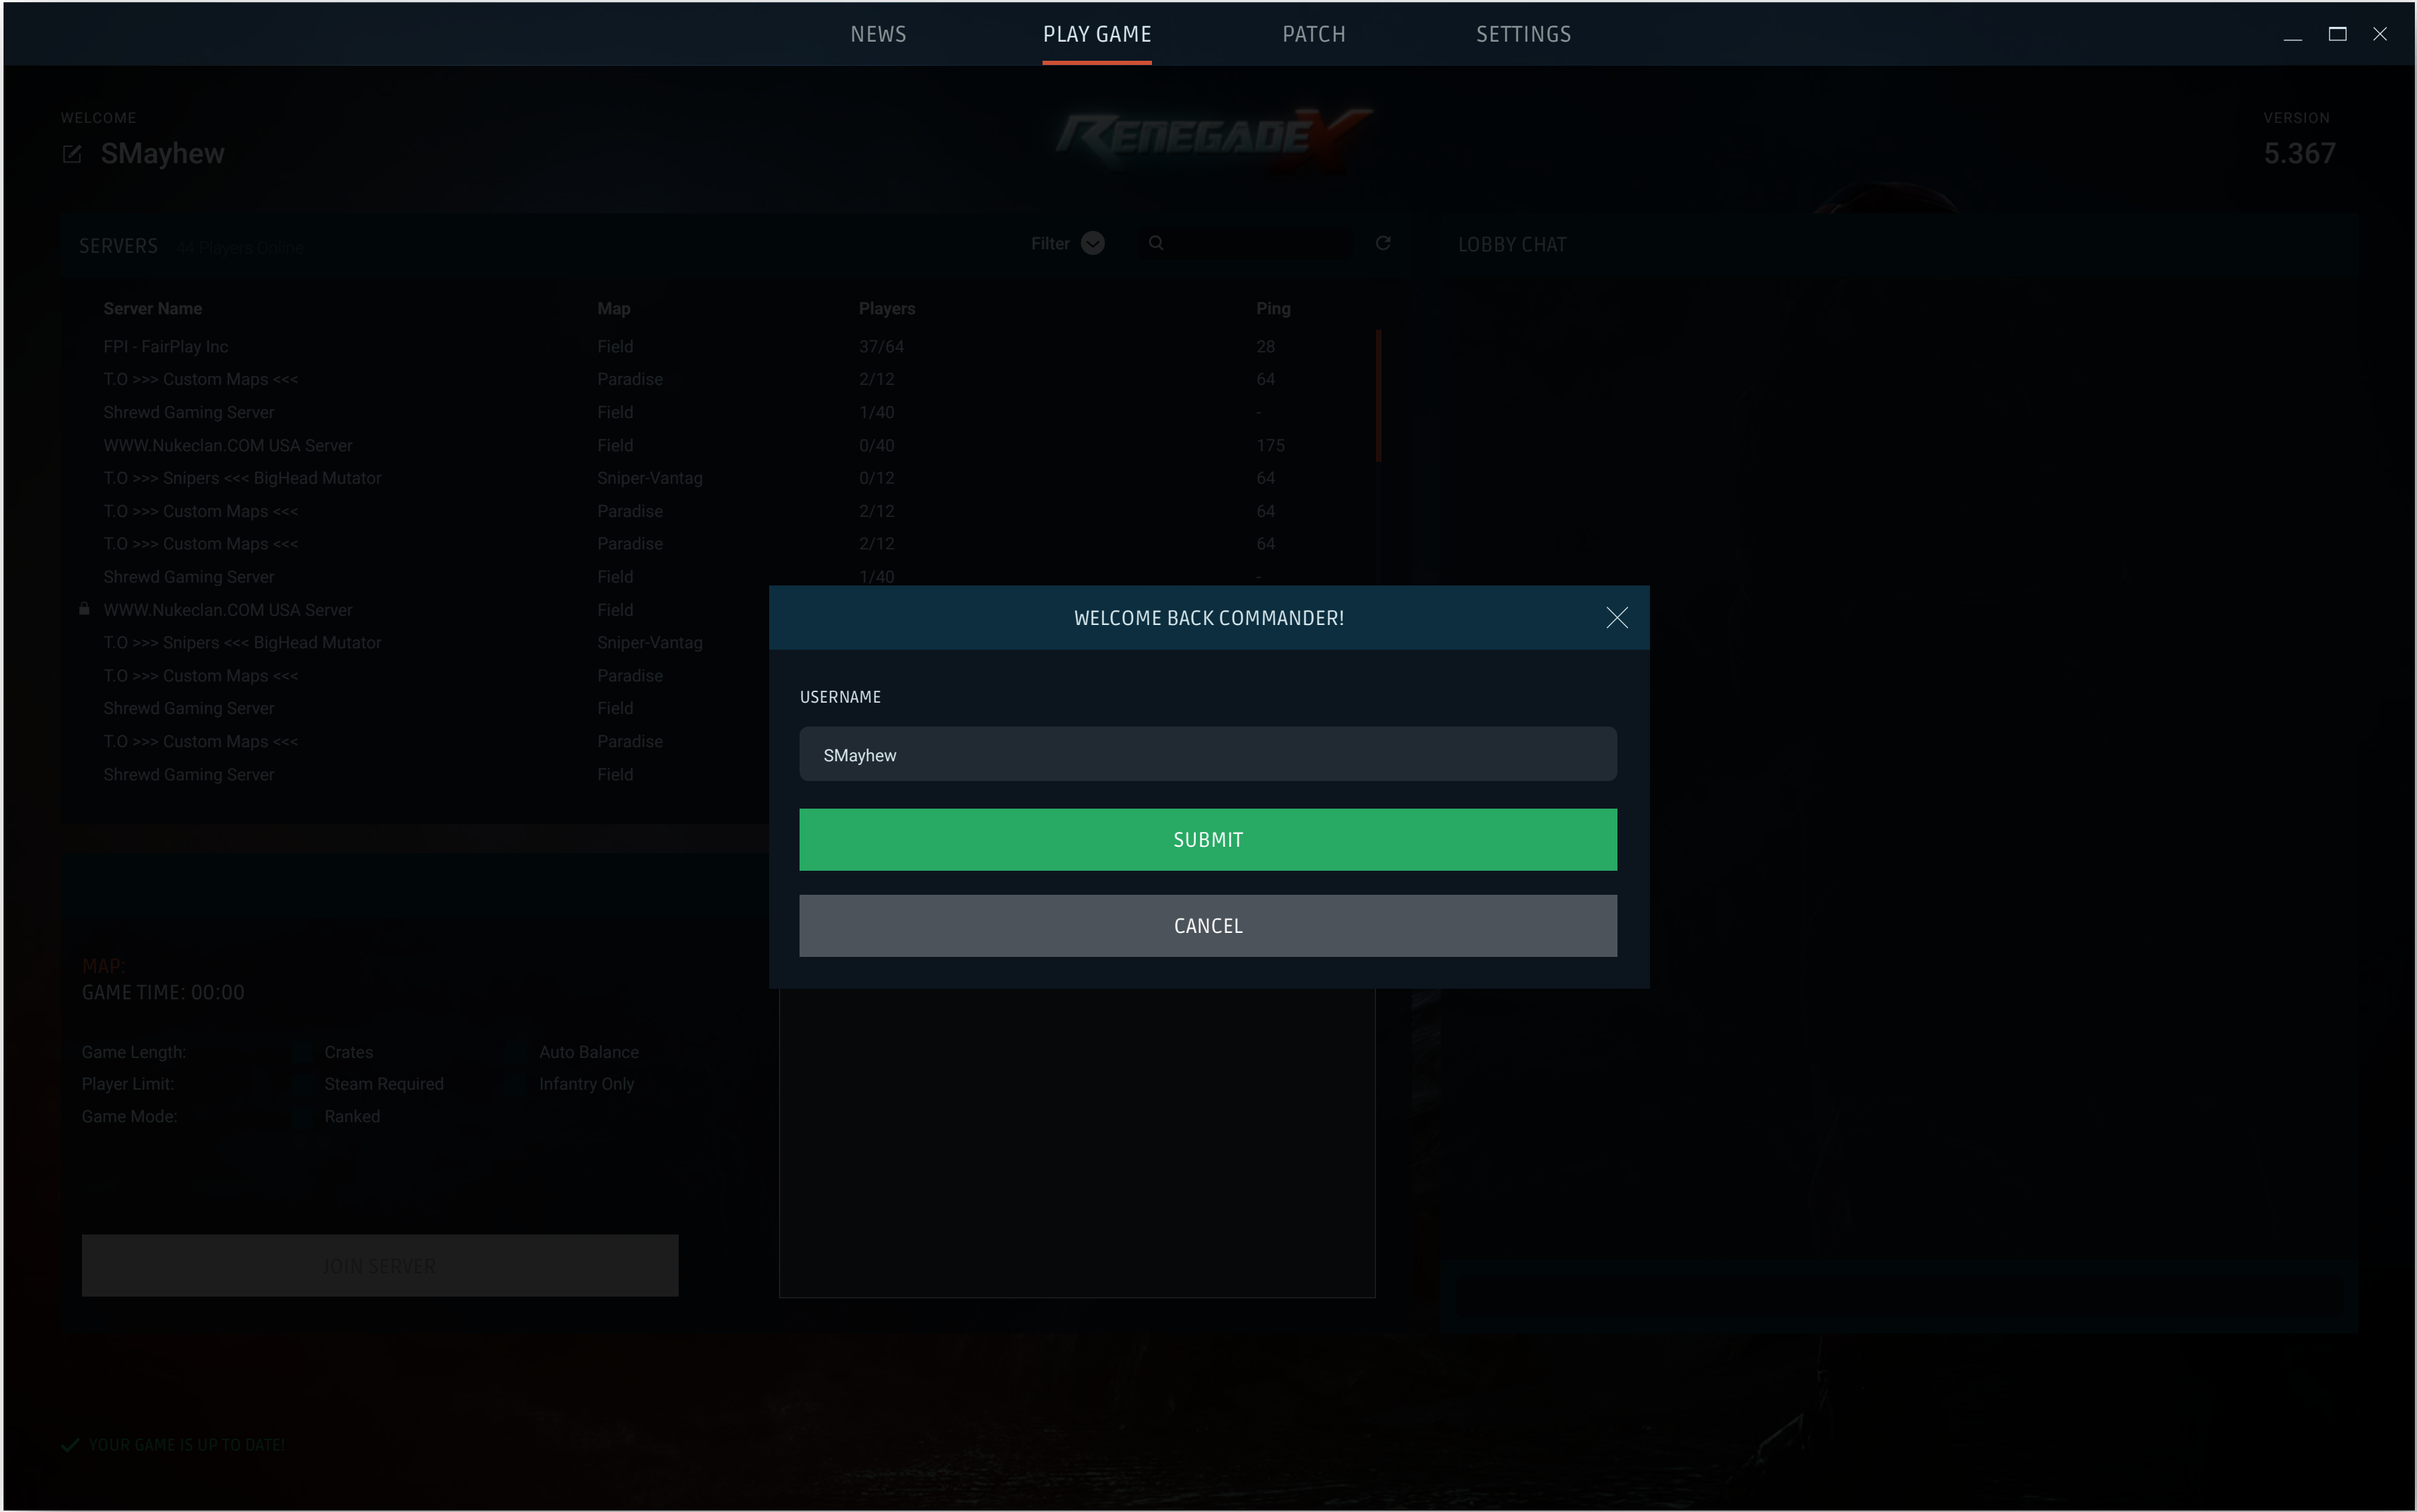 NEWS PLAY GAME PATCH SETTINGS
WELCOME
SMayhew
RENEGADE X
VERSION
5.367
SERVERS 44 Players Online Filter
LOBBY CHAT
Server Name Map Players Ping
FPI - FairPlay Inc Field 37/64 28
T.O >>> Custom Maps <<< Paradise 2/12 64
Shrewd Gaming Server Field 1/40 -
WWW.Nukeclan.COM USA Server Field 0/40 175
T.O >>> Snipers <<< BigHead Mutator Sniper-Vantag 0/12 64
T.O >>> Custom Maps <<< Paradise 2/12 64
T.O >>> Custom Maps <<< Paradise 2/12 64
Shrewd Gaming Server Field 1/40 -
WWW.Nukeclan.COM USA Server Field
T.O >>> Snipers <<< BigHead Mutator Sniper-Vantag
T.O >>> Custom Maps <<< Paradise
Shrewd Gaming Server Field
T.O >>> Custom Maps <<< Paradise
Shrewd Gaming Server Field
WELCOME BACK COMMANDER!
USERNAME
SMayhew
SUBMIT
CANCEL
MAP:
GAME TIME: 00:00
Game Length: Crates Auto Balance
Player Limit: Steam Required Infantry Only
Game Mode: Ranked
JOIN SERVER
YOUR GAME IS UP TO DATE!